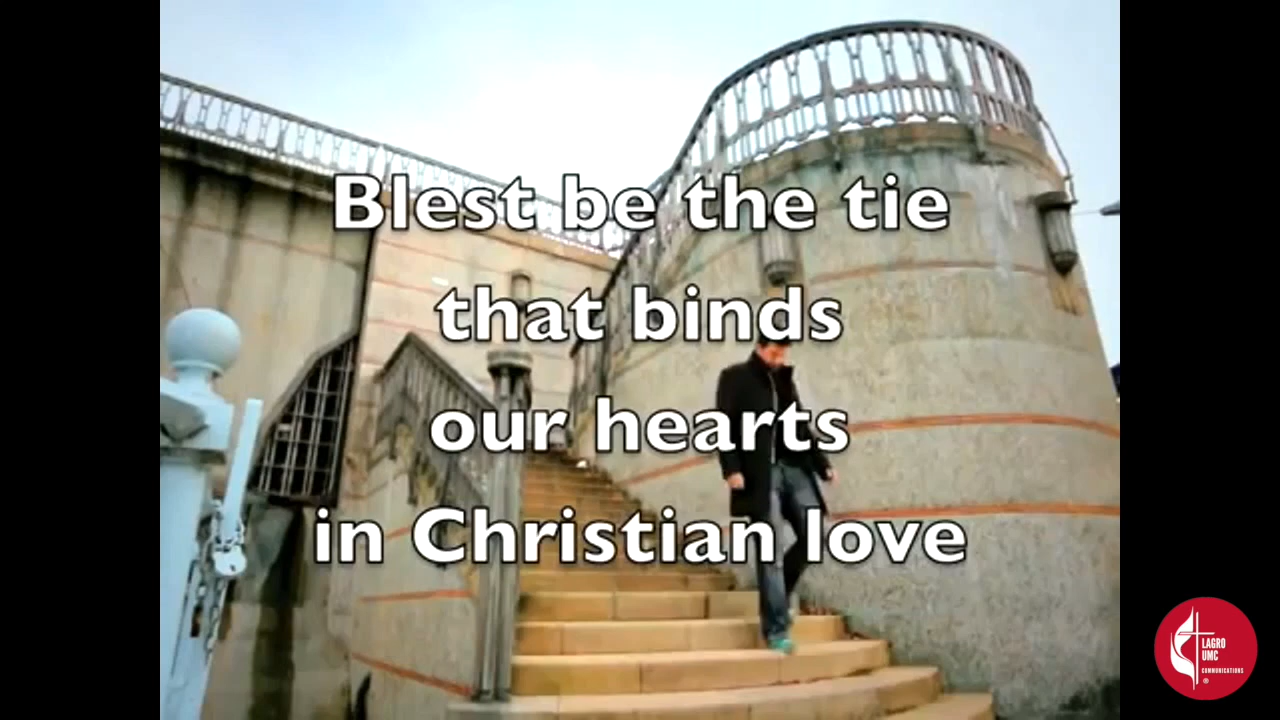 Blest be the tie
that binds
our hearts
in Christian love
LAGRO
UMC
COMMUNICATIONS
®